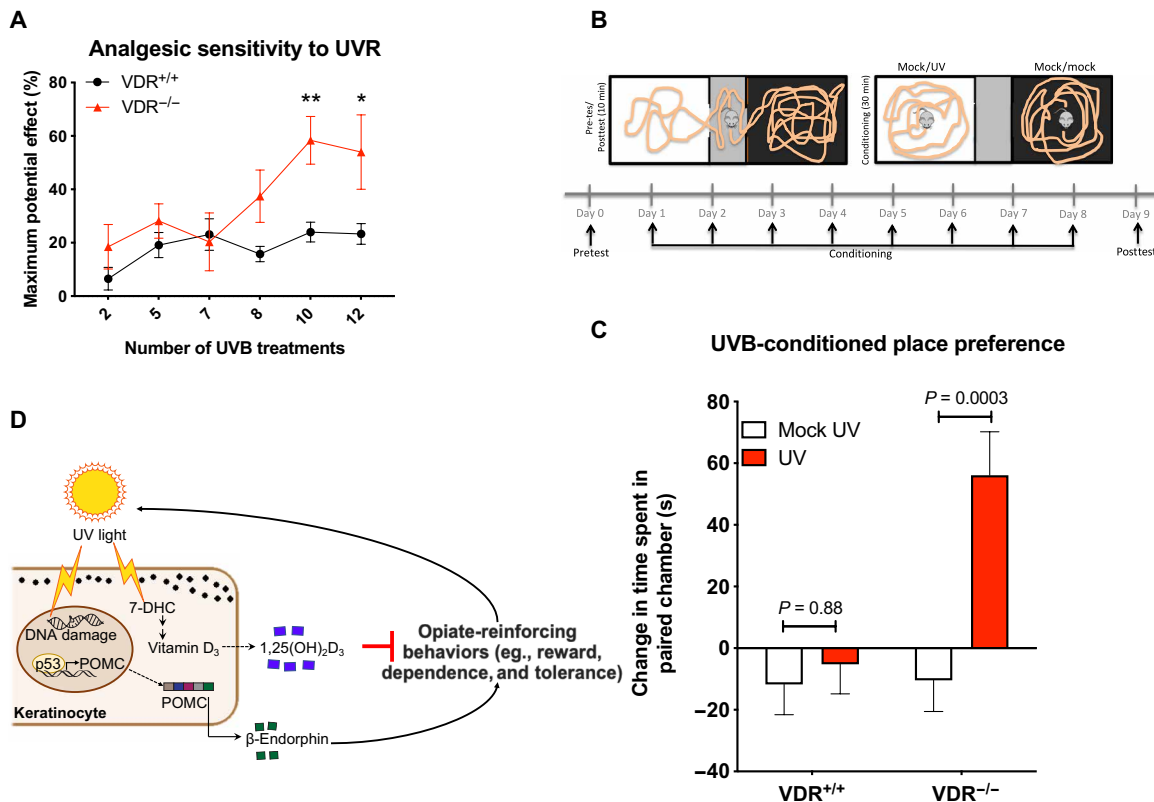 A
Analgesic sensitivity to UVR
VDR+/+
VDR−/−
Maximum potential effect (%)
80
60
40
20
0
**
*
2 5 7 8 10 12
Number of UVB treatments
B
Pre-tes/
Posttest (10 min)
Conditioning (30 min)
Mock/UV
Mock/mock
Day 0 Day 1 Day 2 Day 3 Day 4 Day 5 Day 6 Day 7 Day 8 Day 9
Pretest
Conditioning
Posttest
C
UVB-conditioned place preference
Change in time spent in
paired chamber (s)
80
60
40
20
0
−20
−40
Mock UV
UV
P = 0.88
P = 0.0003
VDR+/+
VDR−/−
D
UV light
7-DHC
DNA damage
Vitamin D3
1,25(OH)2D3
p53
POMC
POMC
Keratinocyte
β-Endorphin
Opiate-reinforcing
behaviors (eg., reward,
dependence, and tolerance)